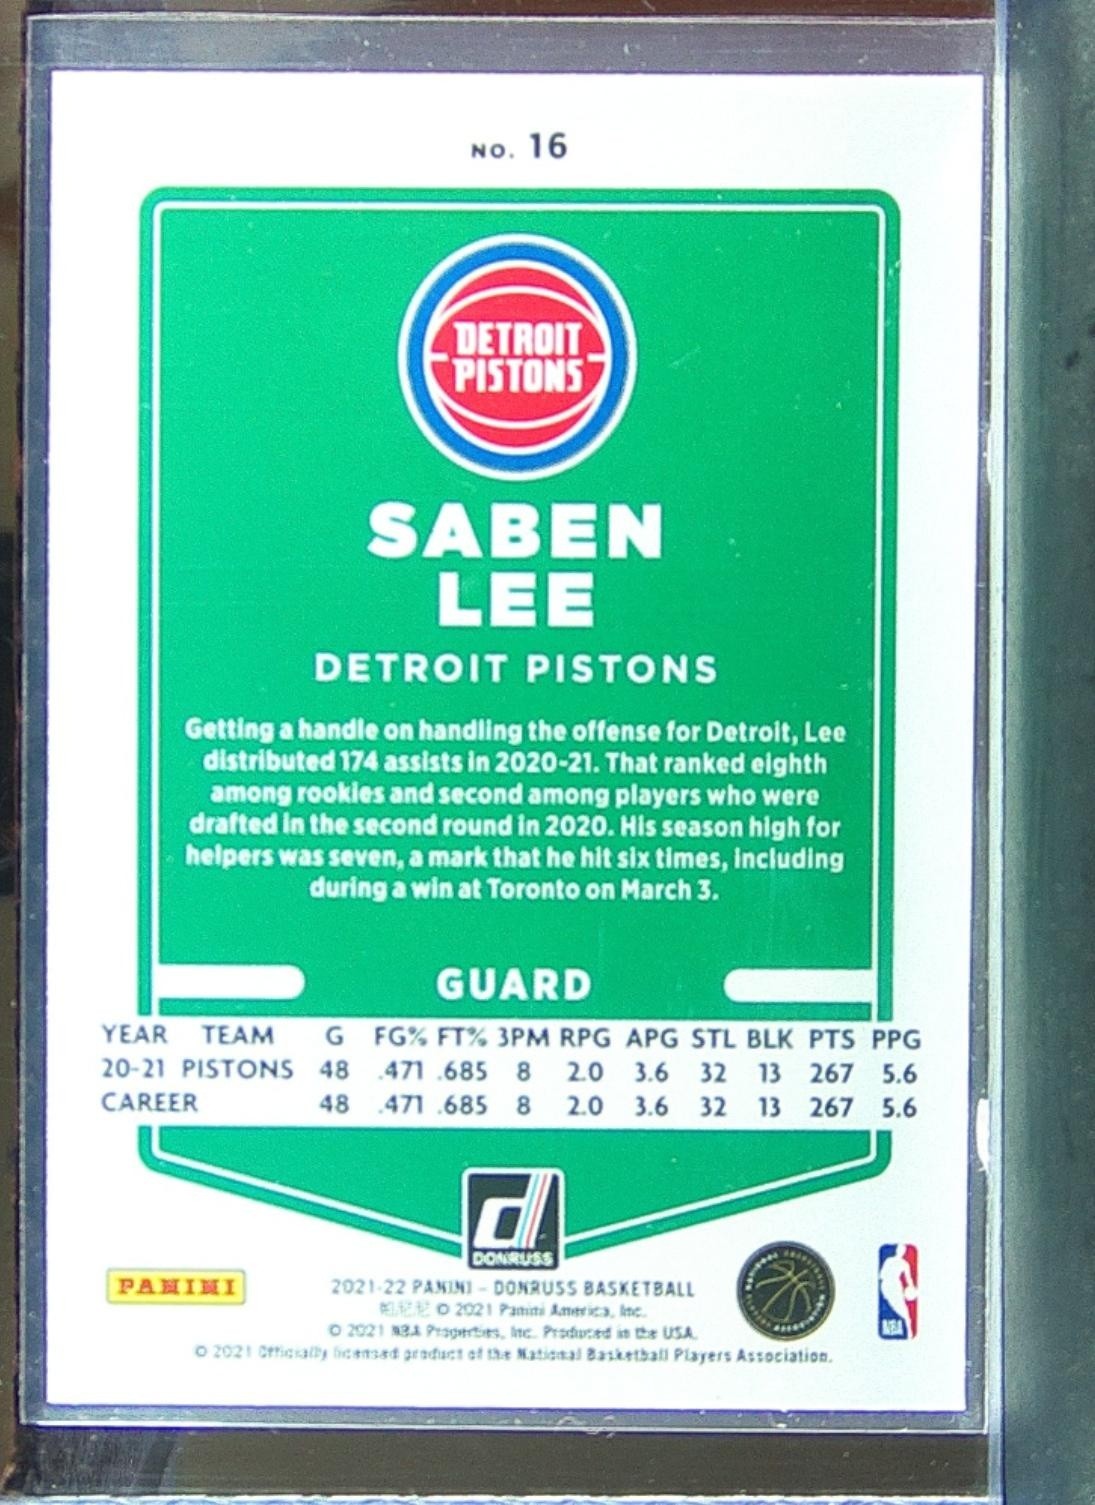 NO. 16
DETROIT
PISTONS
SABEN
LEE
DETROIT PISTONS
Getting a handle on handling the offense for Detroit, Lee
distributed 174 assists in 2020-21. That ranked eighth
among rookies and second among players who were
drafted in the second round in 2020. His season high for
helpers was seven, a mark that he hit six times, including
during a win at Toronto on March 3.
GUARD
YEAR TEAM G FG% FT% 3PM RPG APG STL BLK PTS PPG
20-21 PISTONS 48 .471 .685 8 2.0 3.6 32 13 267 5.6
CAREER 48 .471 .685 8 2.0 3.6 32 13 267 5.6
DONRUSS
PANINI
2021-22 PANINI – DONRUSS BASKETBALL
帕尼尼 © 2021 Panini America, Inc.
© 2021 NBA Properties, Inc. Produced in the USA.
© 2021 Officially licensed product of the National Basketball Players Association.
NBA